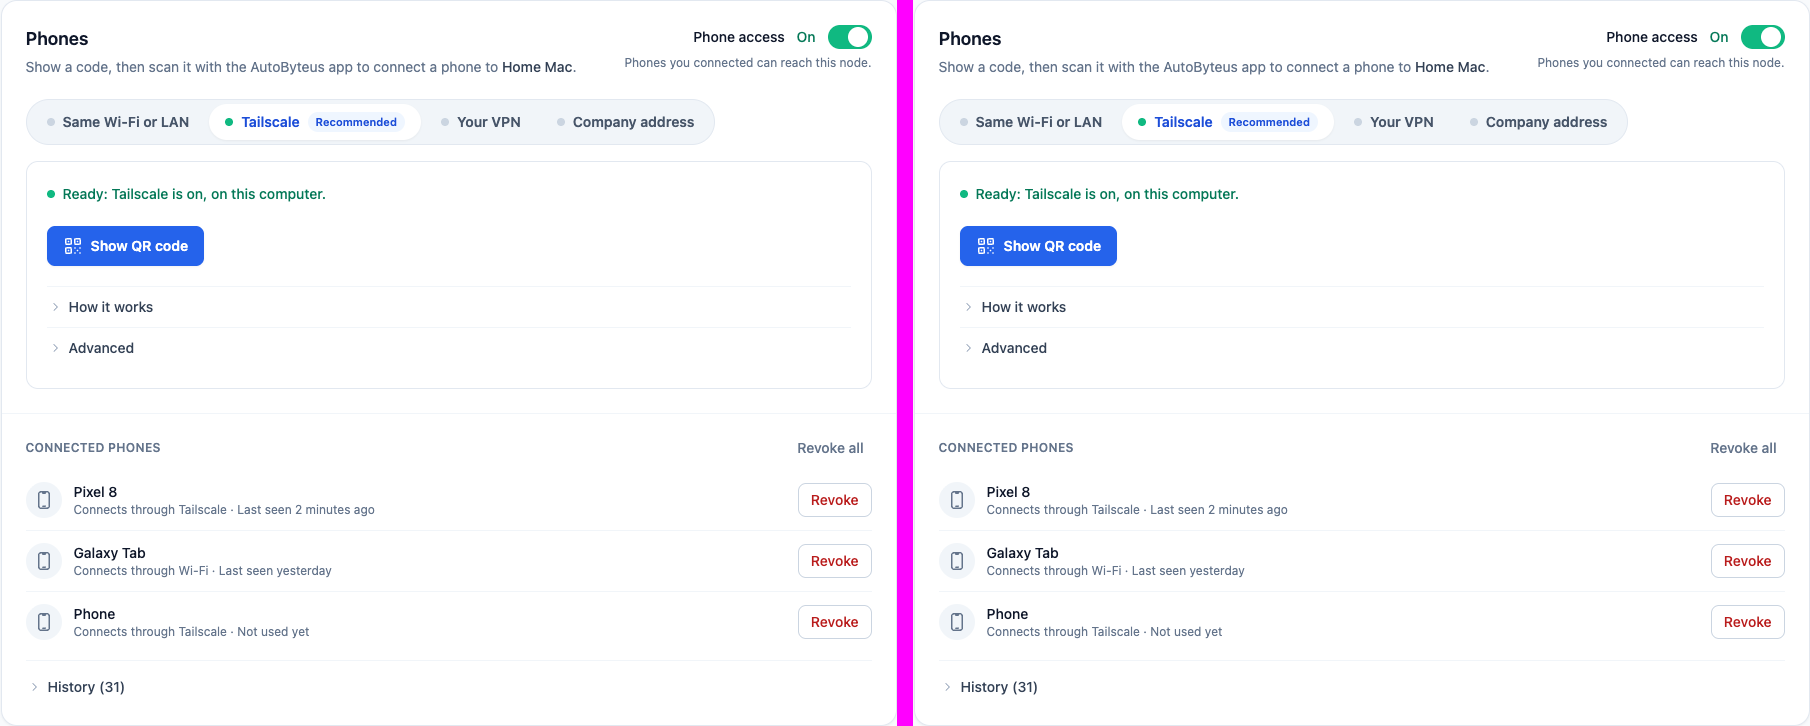 Phones
Phone access On
Show a code, then scan it with the AutoByteus app to connect a phone to Home Mac.
Phones you connected can reach this node.
Same Wi-Fi or LAN
Tailscale Recommended
Your VPN
Company address
Ready: Tailscale is on, on this computer.
Show QR code
How it works
Advanced
CONNECTED PHONES
Revoke all
Pixel 8
Connects through Tailscale · Last seen 2 minutes ago
Revoke
Galaxy Tab
Connects through Wi-Fi · Last seen yesterday
Revoke
Phone
Connects through Tailscale · Not used yet
Revoke
History (31)
Phones
Phone access On
Show a code, then scan it with the AutoByteus app to connect a phone to Home Mac.
Phones you connected can reach this node.
Same Wi-Fi or LAN
Tailscale Recommended
Your VPN
Company address
Ready: Tailscale is on, on this computer.
Show QR code
How it works
Advanced
CONNECTED PHONES
Revoke all
Pixel 8
Connects through Tailscale · Last seen 2 minutes ago
Revoke
Galaxy Tab
Connects through Wi-Fi · Last seen yesterday
Revoke
Phone
Connects through Tailscale · Not used yet
Revoke
History (31)